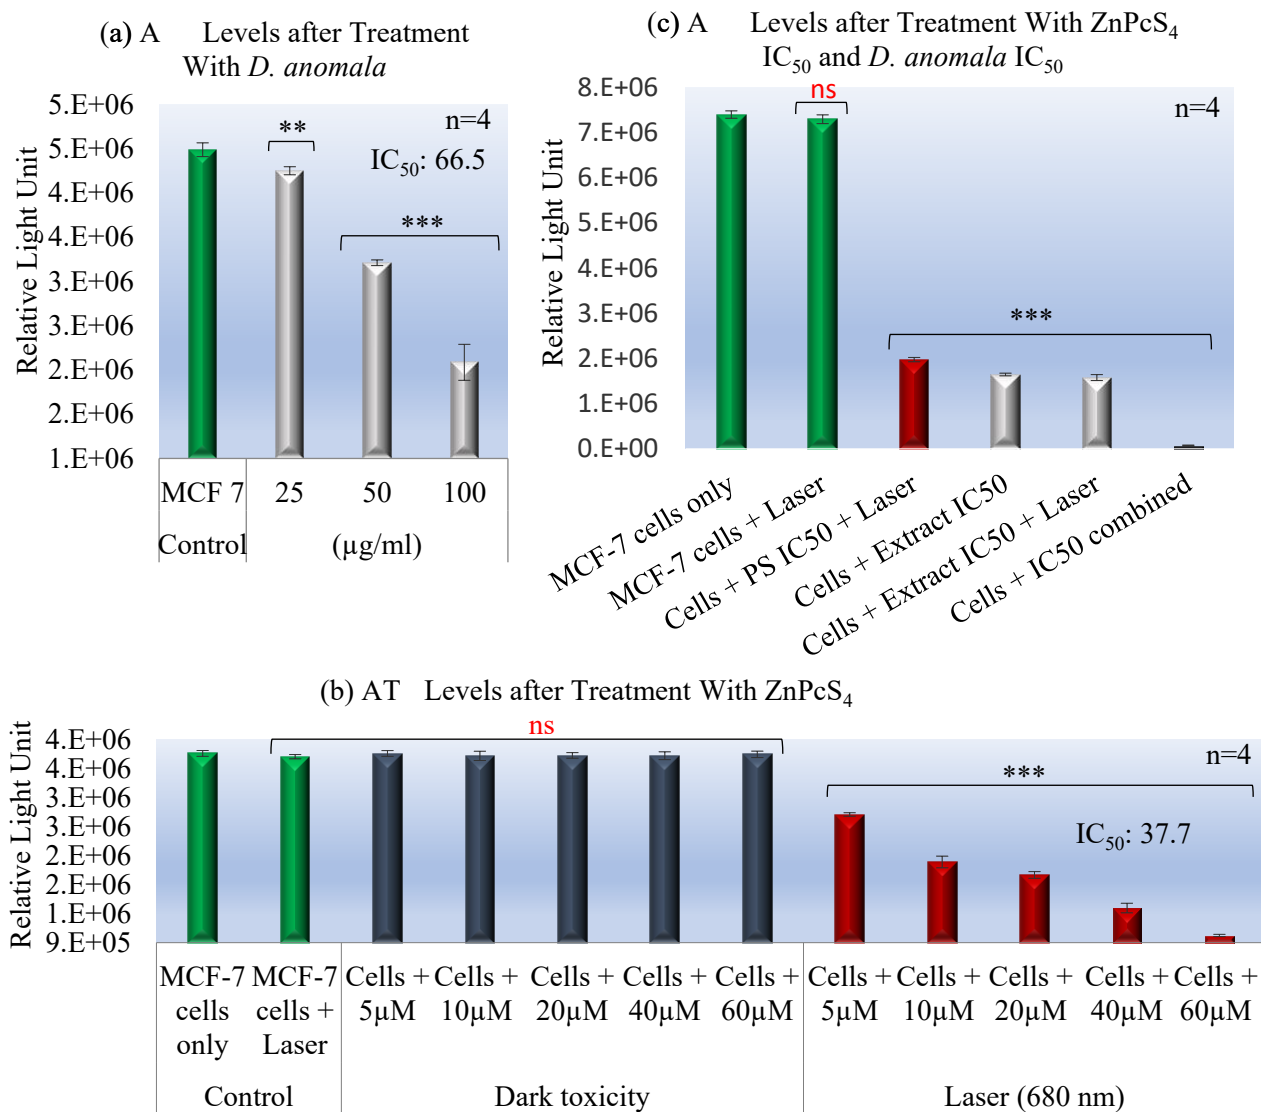 (a) A Levels after Treatment
With D. anomala
Relative Light Unit
5.E+06
5.E+06
4.E+06
4.E+06
3.E+06
3.E+06
2.E+06
2.E+06
1.E+06
n=4
**
IC50: 66.5
***
MCF 7
25
50
100
Control
(µg/ml)
(c) A Levels after Treatment With ZnPcS4
IC50 and D. anomala IC50
Relative Light Unit
8.E+06
7.E+06
6.E+06
5.E+06
4.E+06
3.E+06
2.E+06
1.E+06
0.E+00
ns
n=4
***
MCF-7 cells only
MCF-7 cells + Laser
Cells + PS IC50 + Laser
Cells + Extract IC50
Cells + Extract IC50 + Laser
Cells + IC50 combined
(b) AT Levels after Treatment With ZnPcS4
Relative Light Unit
4.E+06
4.E+06
3.E+06
3.E+06
2.E+06
2.E+06
1.E+06
9.E+05
ns
n=4
***
IC50: 37.7
MCF-7
cells
only
MCF-7
cells +
Laser
Cells +
5µM
Cells +
10µM
Cells +
20µM
Cells +
40µM
Cells +
60µM
Cells +
5µM
Cells +
10µM
Cells +
20µM
Cells +
40µM
Cells +
60µM
Control
Dark toxicity
Laser (680 nm)